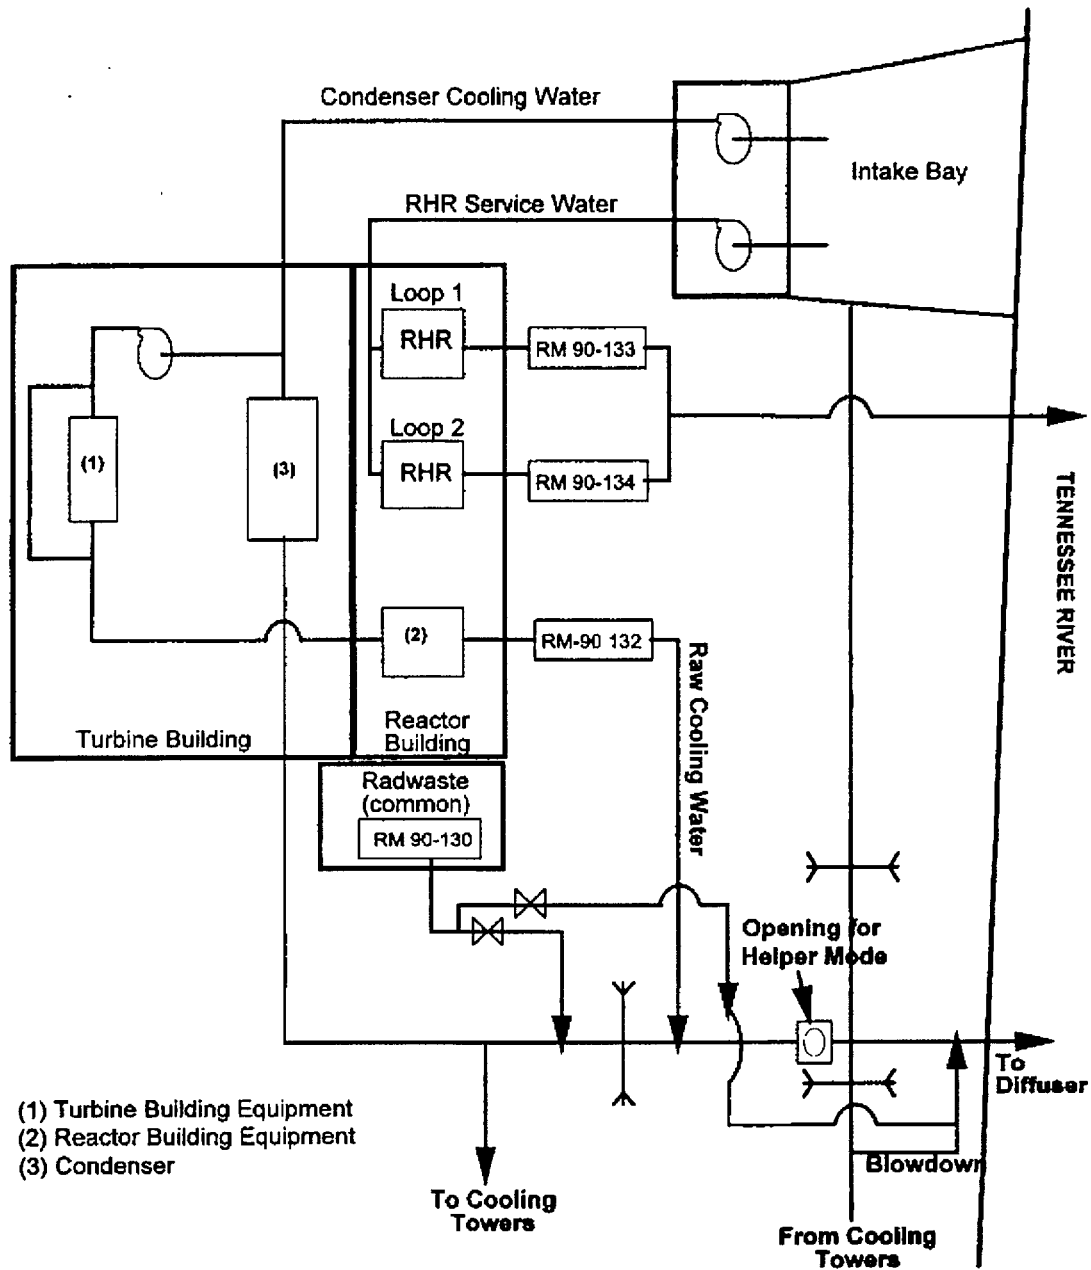 Condenser Cooling Water
Intake Bay
RHR Service Water
Loop 1
RHR
RM 90-133
Loop 2
RHR
RM 90-134
(1)
(3)
TENNESSEE RIVER
(2)
RM-90 132
Raw Cooling Water
Turbine Building
Reactor
Building
Radwaste
(common)
RM 90-130
Opening for
Helper Mode
To
Diffuser
(1) Turbine Building Equipment
(2) Reactor Building Equipment
(3) Condenser
Blowdown
To Cooling
Towers
From Cooling
Towers